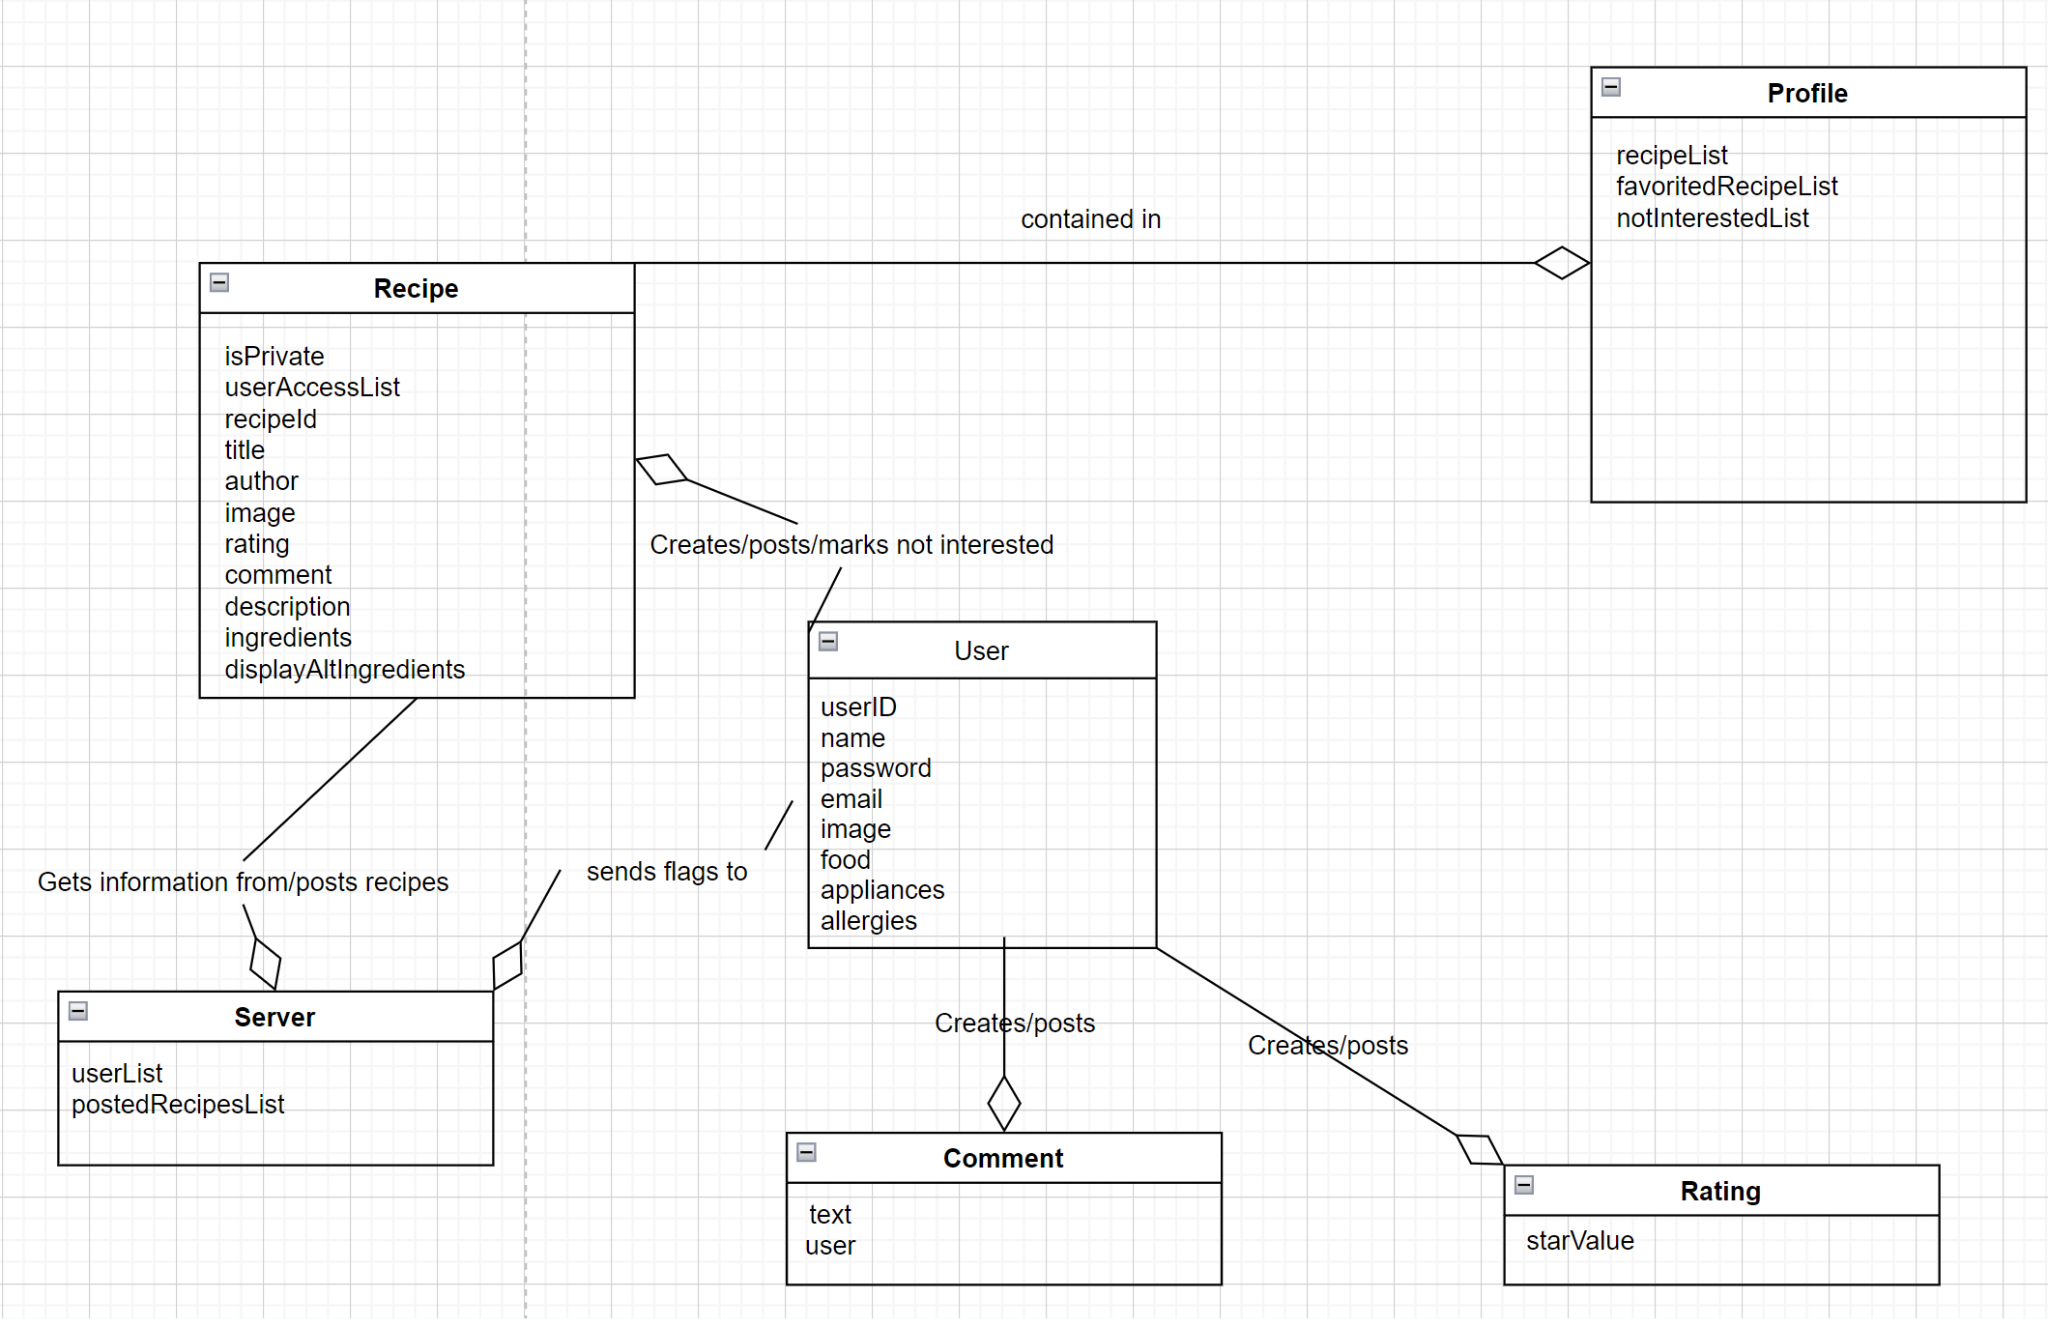 Profile
recipeList
favoritedRecipeList
notInterestedList
contained in
Recipe
isPrivate
userAccessList
recipeId
title
author
image
rating
comment
description
ingredients
displayAltIngredients
Creates/posts/marks not interested
User
userID
name
password
email
image
food
appliances
allergies
Gets information from/posts recipes
sends flags to
Server
userList
postedRecipesList
Creates/posts
Creates/posts
Comment
text
user
Rating
starValue